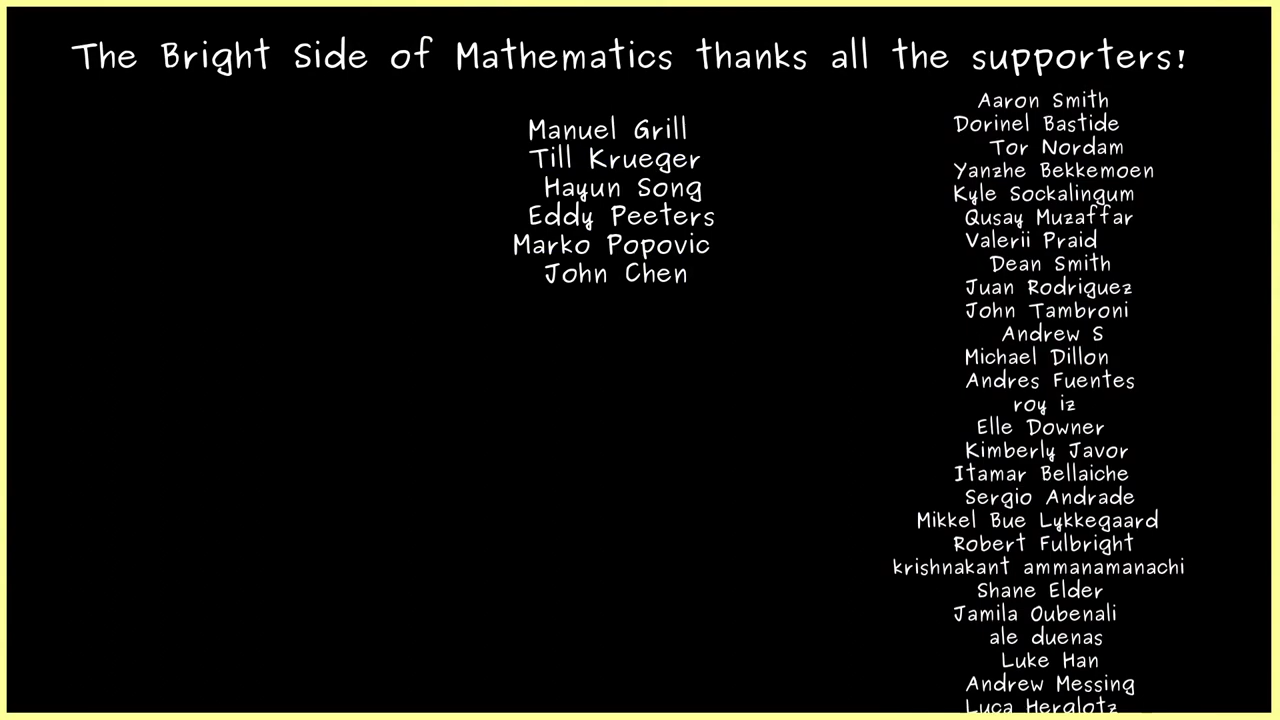 The Bright Side of Mathematics thanks all the supporters!
Manuel Grill
Till Krueger
Hayun Song
Eddy Peeters
Marko Popovic
John Chen
Aaron Smith
Dorinel Bastide
Tor Nordam
Yanzhe Bekkemoen
Kyle Sockalingum
Qusay Muzaffar
Valerii Praid
Dean Smith
Juan Rodriguez
John Tambroni
Andrew S
Michael Dillon
Andres Fuentes
roy iz
Elle Downer
Kimberly Javor
Itamar Bellaiche
Sergio Andrade
Mikkel Bue Lykkegaard
Robert Fulbright
krishnakant ammanamanachi
Shane Elder
Jamila Oubenali
ale duenas
Luke Han
Andrew Messing
Luca Herglotz